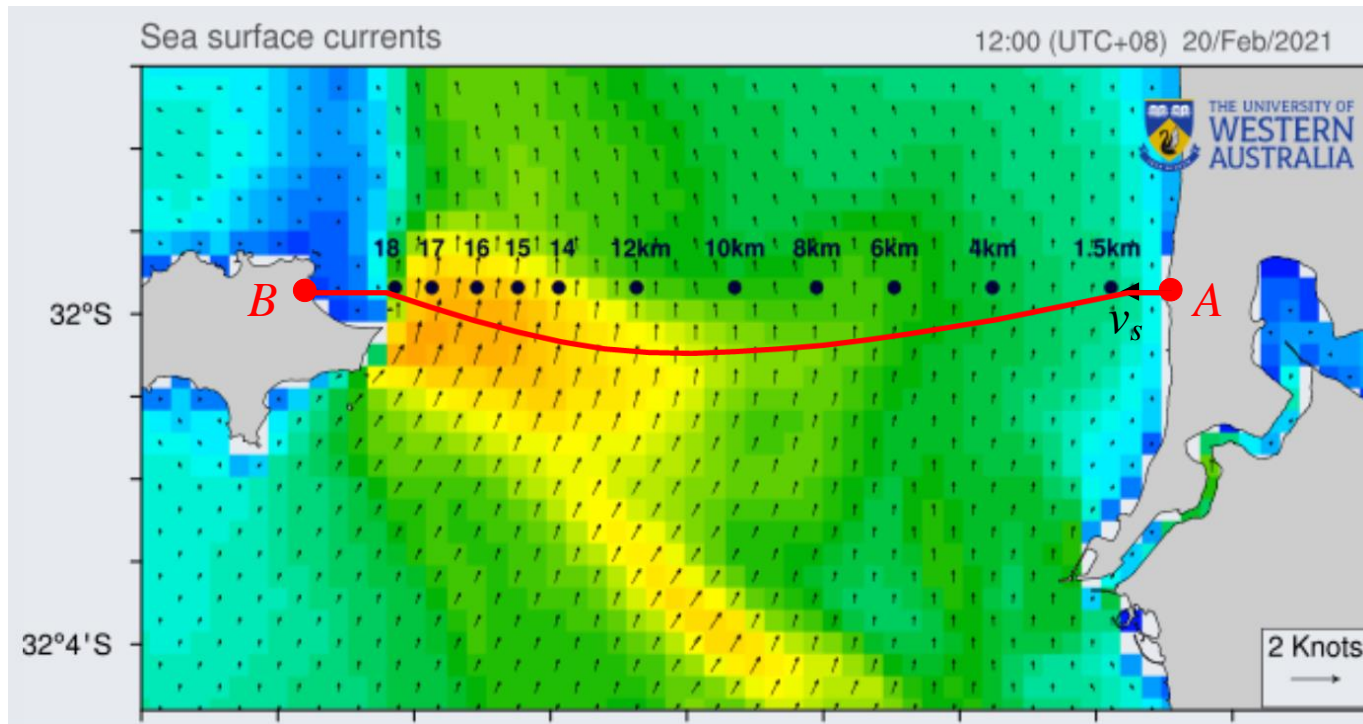 Sea surface currents
12:00 (UTC+08) 20/Feb/2021
THE UNIVERSITY OF
WESTERN
AUSTRALIA
18 17 16 15 14 12km 10km 8km 6km 4km 1.5km
B
A
32°S
v_s
32°4'S
2 Knots